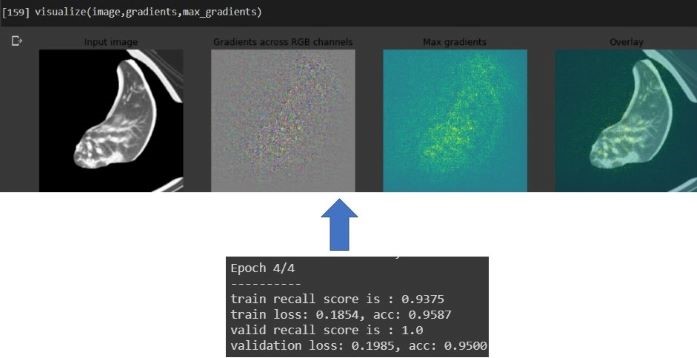 [159] visualize(image,gradients,max_gradients)
Input image
Gradients across RGB channels
Max gradients
Overlay
Epoch 4/4
----------
train recall score is : 0.9375
train loss: 0.1854, acc: 0.9587
valid recall score is : 1.0
validation loss: 0.1985, acc: 0.9500